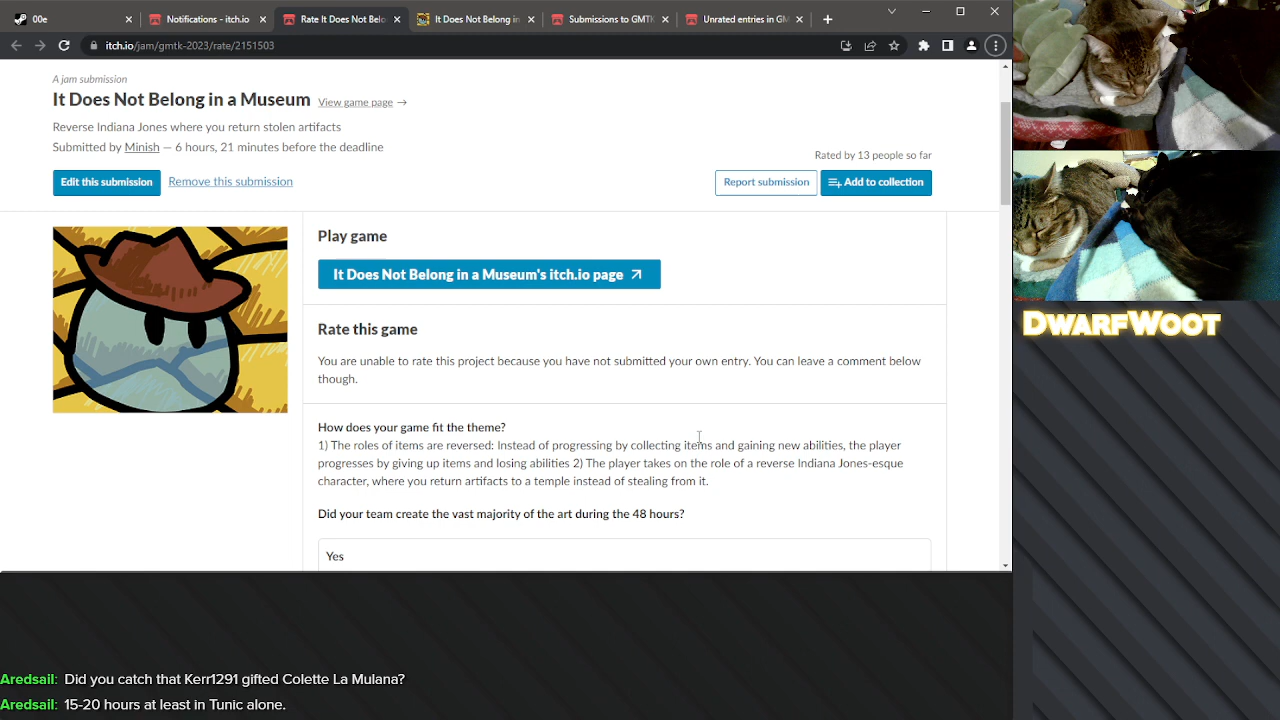 00e
Notifications - itch.io
Rate It Does Not Belo
It Does Not Belong in
Submissions to GMTK
Unrated entries in GM
itch.io/jam/gmtk-2023/rate/2151503
A jam submission
It Does Not Belong in a Museum View game page →
Reverse Indiana Jones where you return stolen artifacts
Submitted by Minish — 6 hours, 21 minutes before the deadline
Rated by 13 people so far
Edit this submission Remove this submission Report submission Add to collection
Play game
It Does Not Belong in a Museum's itch.io page ↗
Rate this game
You are unable to rate this project because you have not submitted your own entry. You can leave a comment below
though.
How does your game fit the theme?
1) The roles of items are reversed: Instead of progressing by collecting items and gaining new abilities, the player
progresses by giving up items and losing abilities 2) The player takes on the role of a reverse Indiana Jones-esque
character, where you return artifacts to a temple instead of stealing from it.
Did your team create the vast majority of the art during the 48 hours?
Yes
DwarfWoot
Aredsail: Did you catch that Kerr1291 gifted Colette La Mulana?
Aredsail: 15-20 hours at least in Tunic alone.